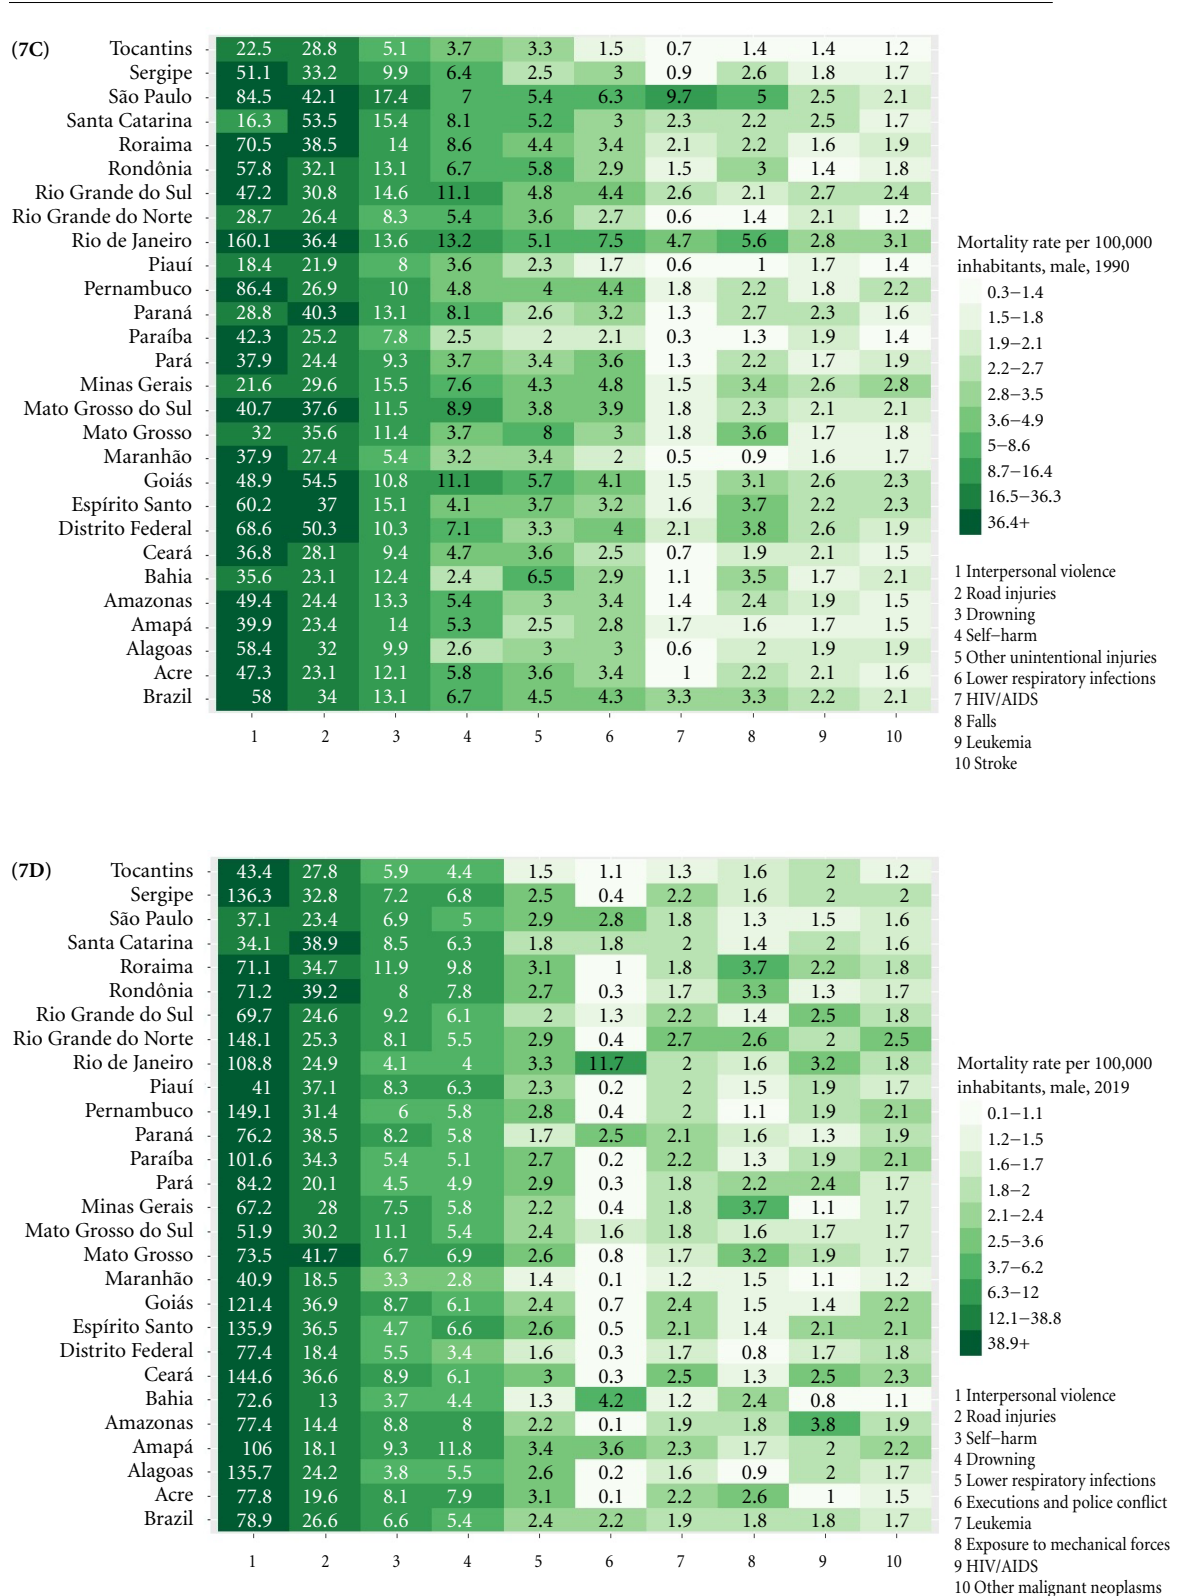 (7C) Tocantins 22.5 28.8 5.1 3.7 3.3 1.5 0.7 1.4 1.4 1.2
Sergipe 51.1 33.2 9.9 6.4 2.5 3 0.9 2.6 1.8 1.7
São Paulo 84.5 42.1 17.4 7 5.4 6.3 9.7 5 2.5 2.1
Santa Catarina 16.3 53.5 15.4 8.1 5.2 3 2.3 2.2 2.5 1.7
Roraima 70.5 38.5 14 8.6 4.4 3.4 2.1 2.2 1.6 1.9
Rondônia 57.8 32.1 13.1 6.7 5.8 2.9 1.5 3 1.4 1.8
Rio Grande do Sul 47.2 30.8 14.6 11.1 4.8 4.4 2.6 2.1 2.7 2.4
Rio Grande do Norte 28.7 26.4 8.3 5.4 3.6 2.7 0.6 1.4 2.1 1.2
Rio de Janeiro 160.1 36.4 13.6 13.2 5.1 7.5 4.7 5.6 2.8 3.1
Piauí 18.4 21.9 8 3.6 2.3 1.7 0.6 1 1.7 1.4
Pernambuco 86.4 26.9 10 4.8 4 4.4 1.8 2.2 1.8 2.2
Paraná 28.8 40.3 13.1 8.1 2.6 3.2 1.3 2.7 2.3 1.6
Paraíba 42.3 25.2 7.8 2.5 2 2.1 0.3 1.3 1.9 1.4
Pará 37.9 24.4 9.3 3.7 3.4 3.6 1.3 2.2 1.7 1.9
Minas Gerais 21.6 29.6 15.5 7.6 4.3 4.8 1.5 3.4 2.6 2.8
Mato Grosso do Sul 40.7 37.6 11.5 8.9 3.8 3.9 1.8 2.3 2.1 2.1
Mato Grosso 32 35.6 11.4 3.7 8 3 1.8 3.6 1.7 1.8
Maranhão 37.9 27.4 5.4 3.2 3.4 2 0.5 0.9 1.6 1.7
Goiás 48.9 54.5 10.8 11.1 5.7 4.1 1.5 3.1 2.6 2.3
Espírito Santo 60.2 37 15.1 4.1 3.7 3.2 1.6 3.7 2.2 2.3
Distrito Federal 68.6 50.3 10.3 7.1 3.3 4 2.1 3.8 2.6 1.9
Ceará 36.8 28.1 9.4 4.7 3.6 2.5 0.7 1.9 2.1 1.5
Bahia 35.6 23.1 12.4 2.4 6.5 2.9 1.1 3.5 1.7 2.1
Amazonas 49.4 24.4 13.3 5.4 3 3.4 1.4 2.4 1.9 1.5
Amapá 39.9 23.4 14 5.3 2.5 2.8 1.7 1.6 1.7 1.5
Alagoas 58.4 32 9.9 2.6 3 3 0.6 2 1.9 1.9
Acre 47.3 23.1 12.1 5.8 3.6 3.4 1 2.2 2.1 1.6
Brazil 58 34 13.1 6.7 4.5 4.3 3.3 3.3 2.2 2.1
1 2 3 4 5 6 7 8 9 10
Mortality rate per 100,000
inhabitants, male, 1990
0.3−1.4
1.5−1.8
1.9−2.1
2.2−2.7
2.8−3.5
3.6−4.9
5−8.6
8.7−16.4
16.5−36.3
36.4+
1 Interpersonal violence
2 Road injuries
3 Drowning
4 Self−harm
5 Other unintentional injuries
6 Lower respiratory infections
7 HIV/AIDS
8 Falls
9 Leukemia
10 Stroke
(7D) Tocantins 43.4 27.8 5.9 4.4 1.5 1.1 1.3 1.6 2 1.2
Sergipe 136.3 32.8 7.2 6.8 2.5 0.4 2.2 1.6 2 2
São Paulo 37.1 23.4 6.9 5 2.9 2.8 1.8 1.3 1.5 1.6
Santa Catarina 34.1 38.9 8.5 6.3 1.8 1.8 2 1.4 2 1.6
Roraima 71.1 34.7 11.9 9.8 3.1 1 1.8 3.7 2.2 1.8
Rondônia 71.2 39.2 8 7.8 2.7 0.3 1.7 3.3 1.3 1.7
Rio Grande do Sul 69.7 24.6 9.2 6.1 2 1.3 2.2 1.4 2.5 1.8
Rio Grande do Norte 148.1 25.3 8.1 5.5 2.9 0.4 2.7 2.6 2 2.5
Rio de Janeiro 108.8 24.9 4.1 4 3.3 11.7 2 1.6 3.2 1.8
Piauí 41 37.1 8.3 6.3 2.3 0.2 2 1.5 1.9 1.7
Pernambuco 149.1 31.4 6 5.8 2.8 0.4 2 1.1 1.9 2.1
Paraná 76.2 38.5 8.2 5.8 1.7 2.5 2.1 1.6 1.3 1.9
Paraíba 101.6 34.3 5.4 5.1 2.7 0.2 2.2 1.3 1.9 2.1
Pará 84.2 20.1 4.5 4.9 2.9 0.3 1.8 2.2 2.4 1.7
Minas Gerais 67.2 28 7.5 5.8 2.2 0.4 1.8 3.7 1.1 1.7
Mato Grosso do Sul 51.9 30.2 11.1 5.4 2.4 1.6 1.8 1.6 1.7 1.7
Mato Grosso 73.5 41.7 6.7 6.9 2.6 0.8 1.7 3.2 1.9 1.7
Maranhão 40.9 18.5 3.3 2.8 1.4 0.1 1.2 1.5 1.1 1.2
Goiás 121.4 36.9 8.7 6.1 2.4 0.7 2.4 1.5 1.4 2.2
Espírito Santo 135.9 36.5 4.7 6.6 2.6 0.5 2.1 1.4 2.1 2.1
Distrito Federal 77.4 18.4 5.5 3.4 1.6 0.3 1.7 0.8 1.7 1.8
Ceará 144.6 36.6 8.9 6.1 3 0.3 2.5 1.3 2.5 2.3
Bahia 72.6 13 3.7 4.4 1.3 4.2 1.2 2.4 0.8 1.1
Amazonas 77.4 14.4 8.8 8 2.2 0.1 1.9 1.8 3.8 1.9
Amapá 106 18.1 9.3 11.8 3.4 3.6 2.3 1.7 2 2.2
Alagoas 135.7 24.2 3.8 5.5 2.6 0.2 1.6 0.9 2 1.7
Acre 77.8 19.6 8.1 7.9 3.1 0.1 2.2 2.6 1 1.5
Brazil 78.9 26.6 6.6 5.4 2.4 2.2 1.9 1.8 1.8 1.7
1 2 3 4 5 6 7 8 9 10
Mortality rate per 100,000
inhabitants, male, 2019
0.1−1.1
1.2−1.5
1.6−1.7
1.8−2
2.1−2.4
2.5−3.6
3.7−6.2
6.3−12
12.1−38.8
38.9+
1 Interpersonal violence
2 Road injuries
3 Self−harm
4 Drowning
5 Lower respiratory infections
6 Executions and police conflict
7 Leukemia
8 Exposure to mechanical forces
9 HIV/AIDS
10 Other malignant neoplasms